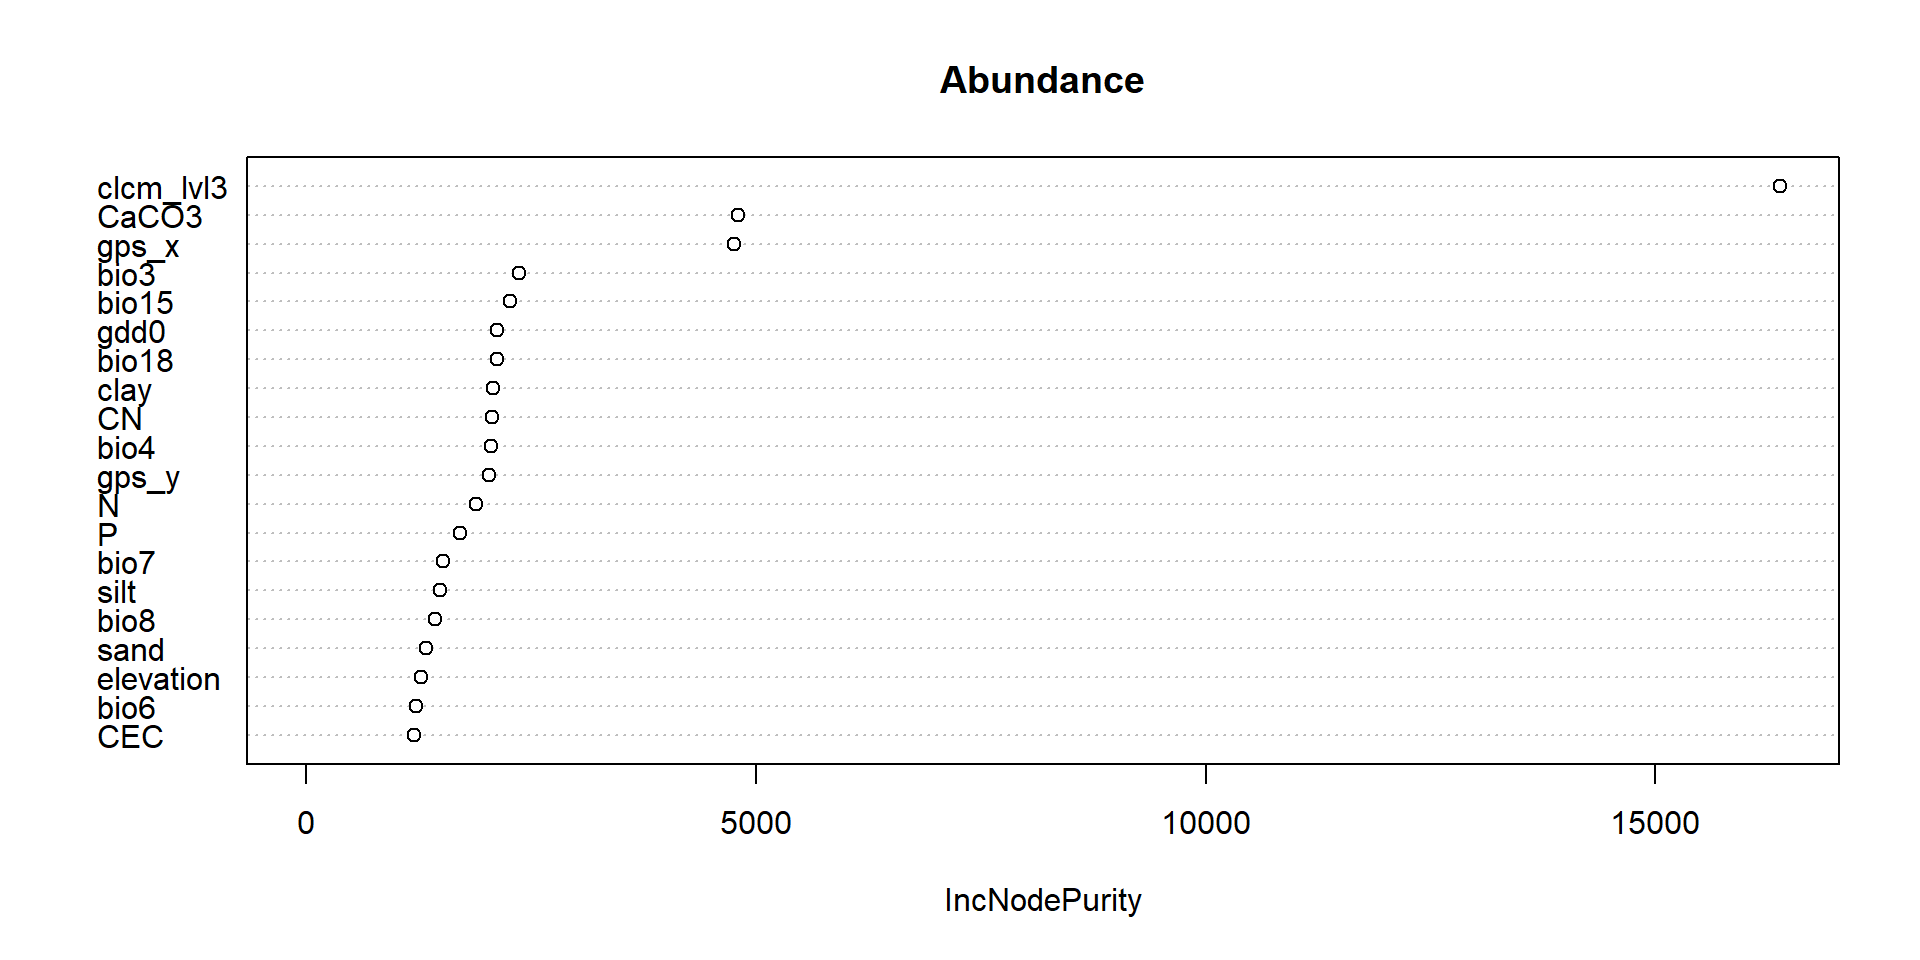 Abundance
clcm_lvl3
CaCO3
gps_x
bio3
bio15
gdd0
bio18
clay
CN
bio4
gps_y
N
P
bio7
silt
bio8
sand
elevation
bio6
CEC
0 5000 10000 15000
IncNodePurity